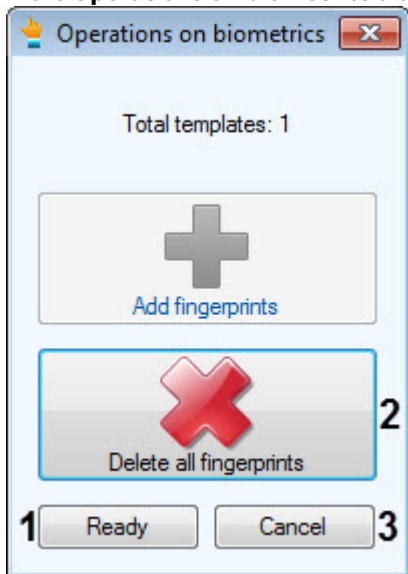 Operations on biometrics
Total templates: 1
Add fingerprints
Delete all fingerprints
2
1
Ready
Cancel
3